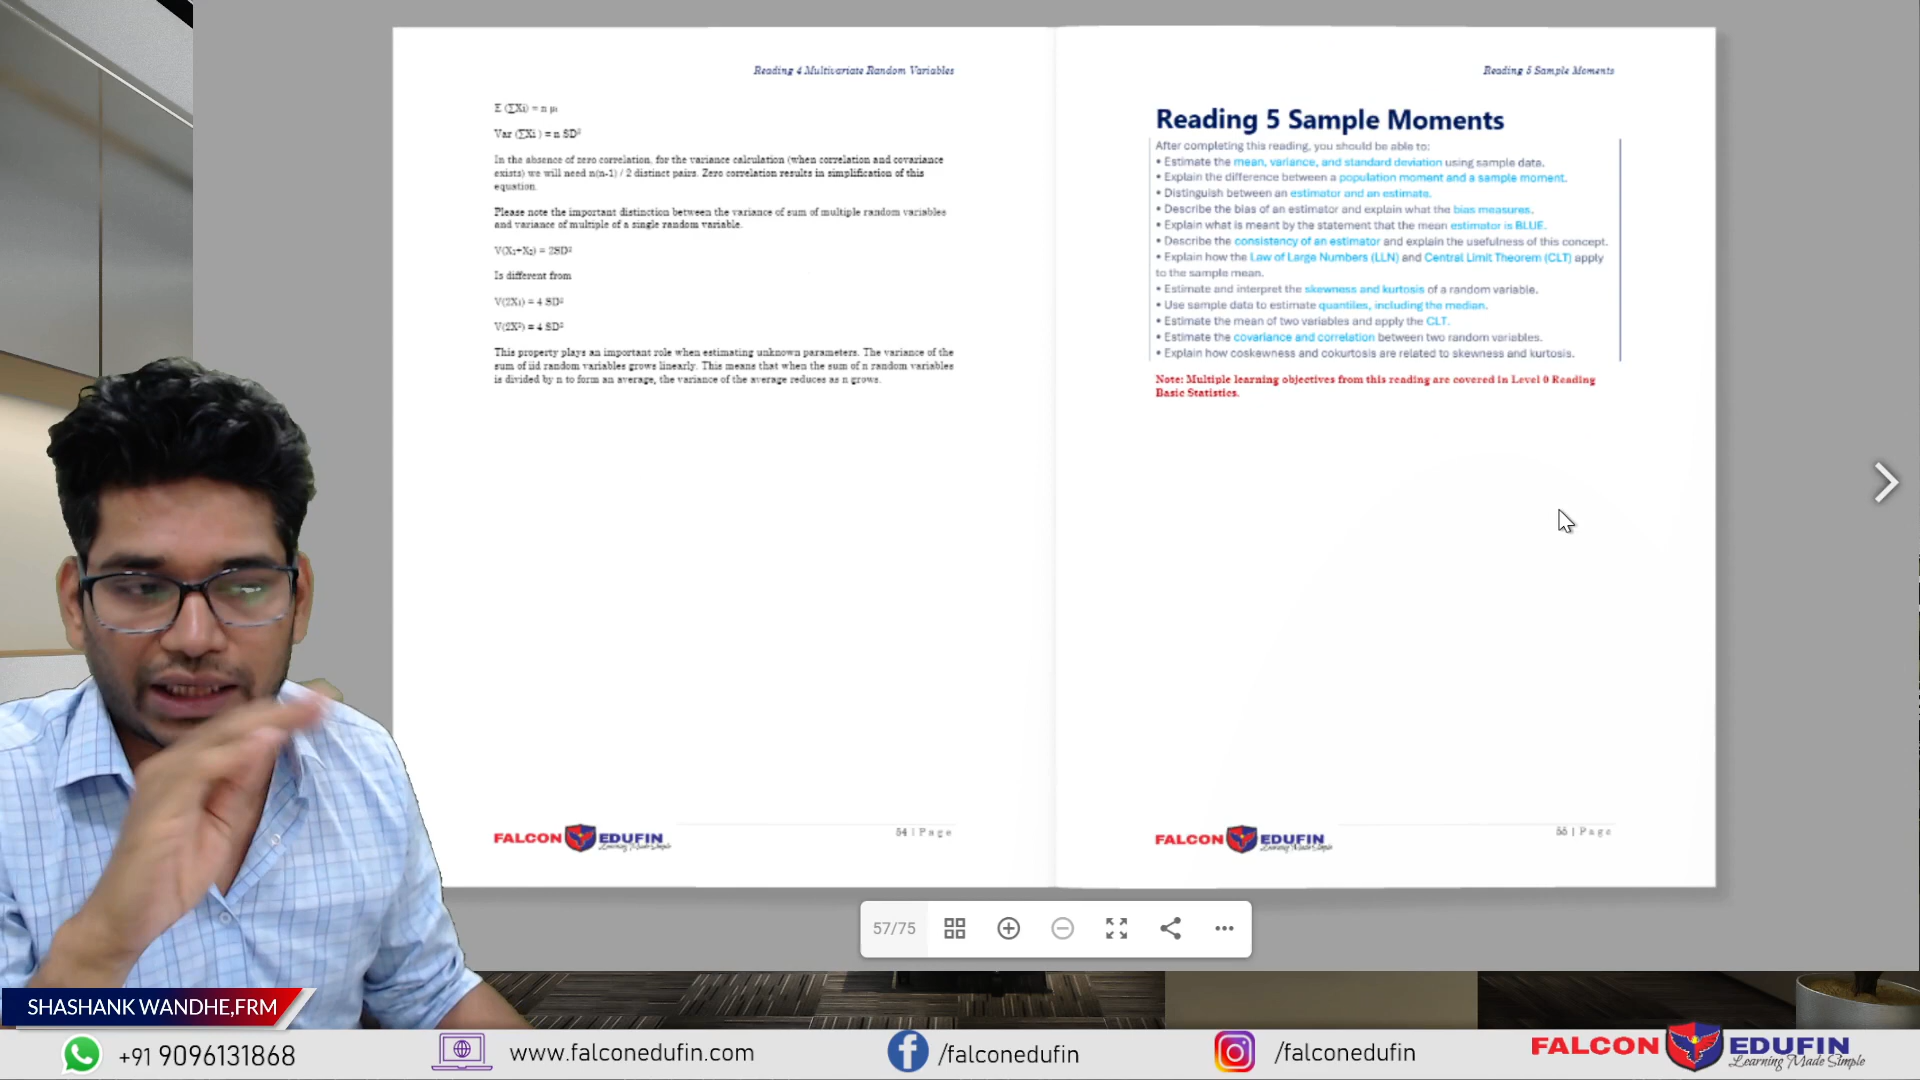 Reading 4 Multivariate Random Variables
Σ (∑Xi) = n μ
Var (∑Xi ) = n SD²
In the absence of zero correlation, for the variance calculation (when correlation and covariance
exists) we will need n(n-1) / 2 distinct pairs. Zero correlation results in simplification of this
equation.
Please note the important distinction between the variance of sum of multiple random variables
and variance of multiple of a single random variable.
V(X₁+X₂) = 2SD²
Is different from
V(2X₁) = 4 SD²
V(2X²) = 4 SD²
This property plays an important role when estimating unknown parameters. The variance of the
sum of iid random variables grows linearly. This means that when the sum of n random variables
is divided by n to form an average, the variance of the average reduces as n grows.
FALCON EDUFIN
Learning Made Simple
54 | Page
Reading 5 Sample Moments
Reading 5 Sample Moments
After completing this reading, you should be able to:
• Estimate the mean, variance, and standard deviation using sample data.
• Explain the difference between a population moment and a sample moment.
• Distinguish between an estimator and an estimate.
• Describe the bias of an estimator and explain what the bias measures.
• Explain what is meant by the statement that the mean estimator is BLUE.
• Describe the consistency of an estimator and explain the usefulness of this concept.
• Explain how the Law of Large Numbers (LLN) and Central Limit Theorem (CLT) apply
to the sample mean.
• Estimate and interpret the skewness and kurtosis of a random variable.
• Use sample data to estimate quantiles, including the median.
• Estimate the mean of two variables and apply the CLT.
• Estimate the covariance and correlation between two random variables.
• Explain how coskewness and cokurtosis are related to skewness and kurtosis.
Note: Multiple learning objectives from this reading are covered in Level 0 Reading
Basic Statistics.
FALCON EDUFIN
Learning Made Simple
55 | Page
57/75
SHASHANK WANDHE,FRM
+91 9096131868
www.falconedufin.com
/falconedufin
/falconedufin
FALCON EDUFIN
Learning Made Simple